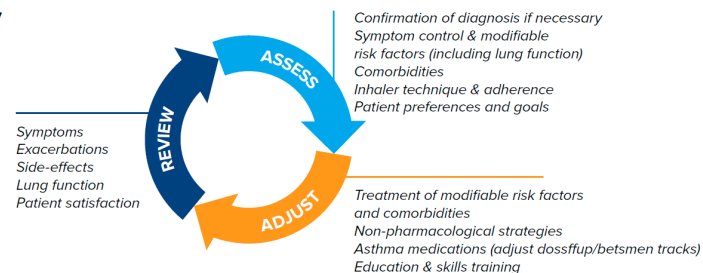 Confirmation of diagnosis if necessary
Symptom control & modifiable
risk factors (including lung function)
Comorbidities
Inhaler technique & adherence
Patient preferences and goals
ASSESS
REVIEW
Symptoms
Exacerbations
Side-effects
Lung function
Patient satisfaction
ADJUST
Treatment of modifiable risk factors
and comorbidities
Non-pharmacological strategies
Asthma medications (adjust dossffup/betsmen tracks)
Education & skills training